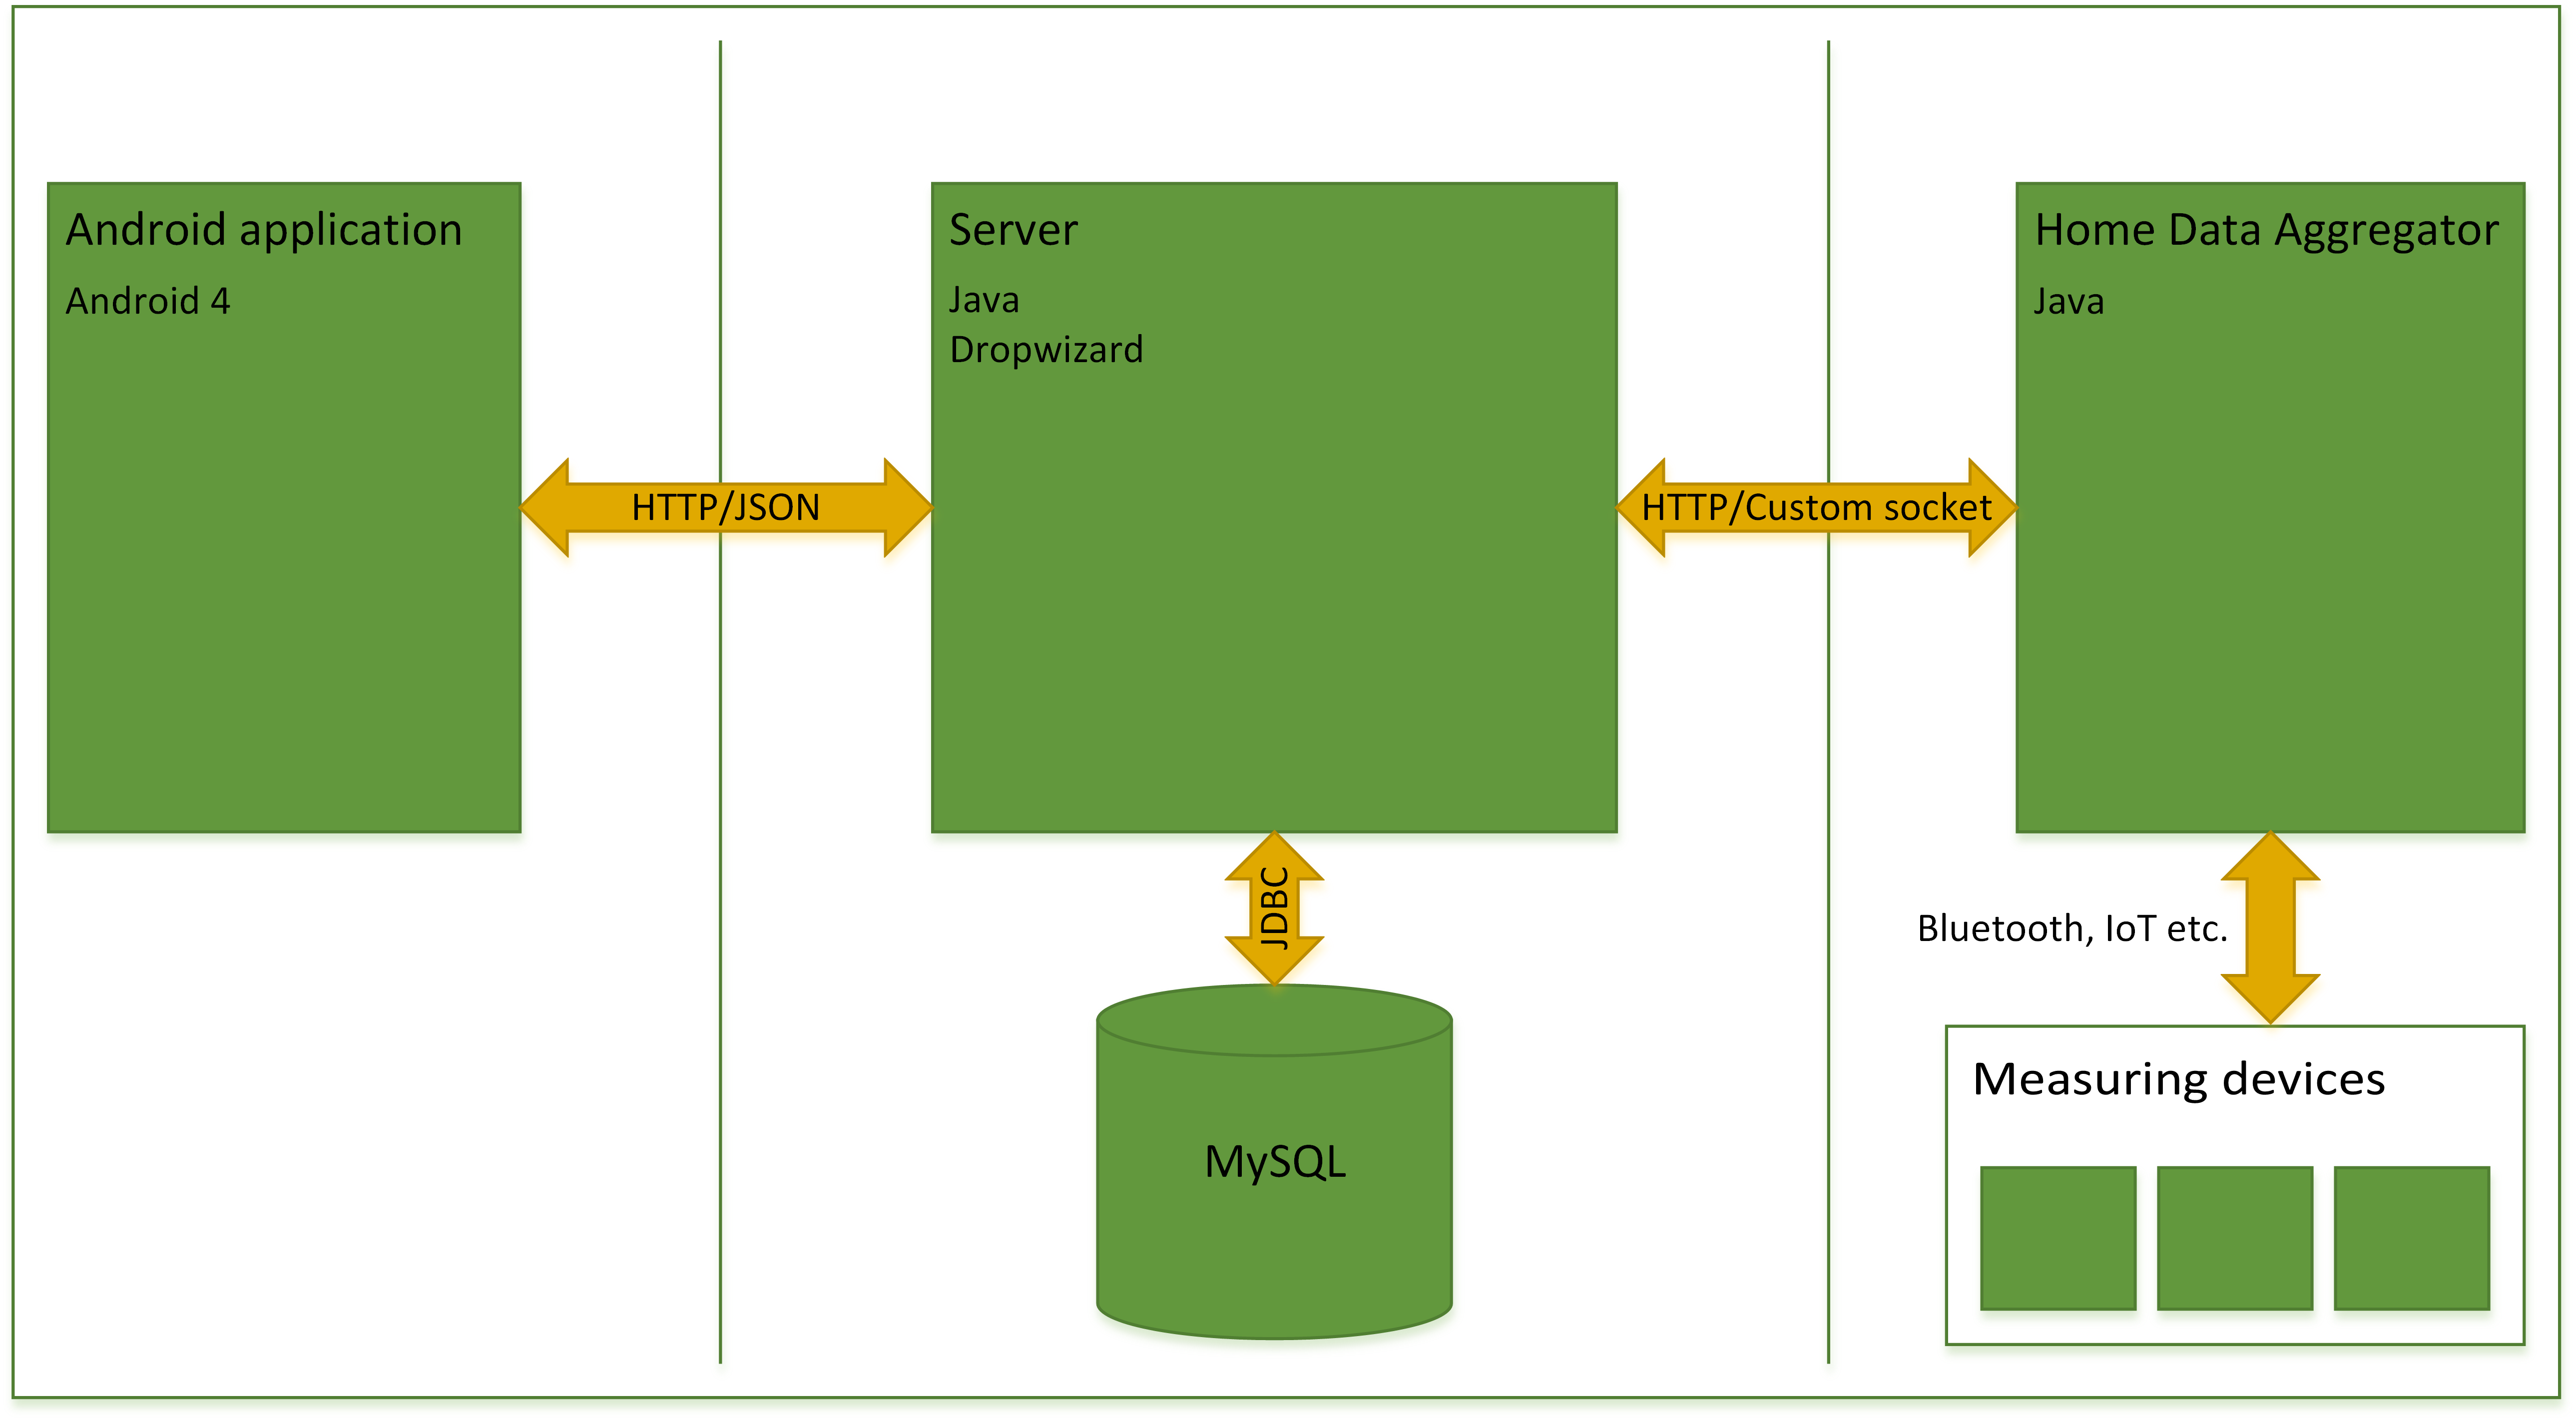 Android application
Android 4
HTTP/JSON
Server
Java
Dropwizard
JDBC
MySQL
HTTP/Custom socket
Home Data Aggregator
Java
Bluetooth, IoT etc.
Measuring devices